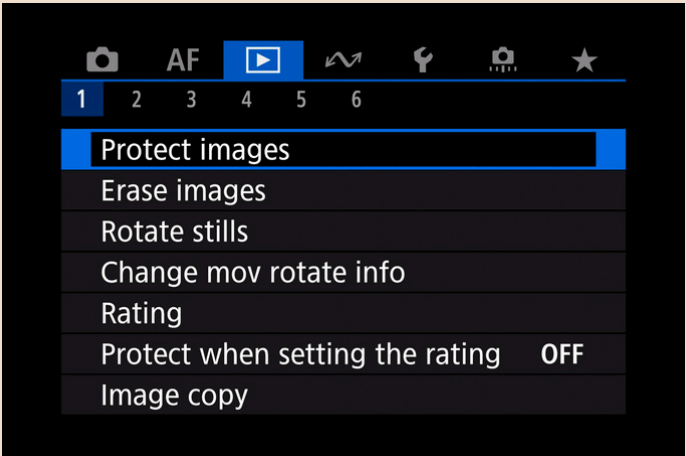 AF
1 2 3 4 5 6
Protect images
Erase images
Rotate stills
Change mov rotate info
Rating
Protect when setting the rating OFF
Image copy